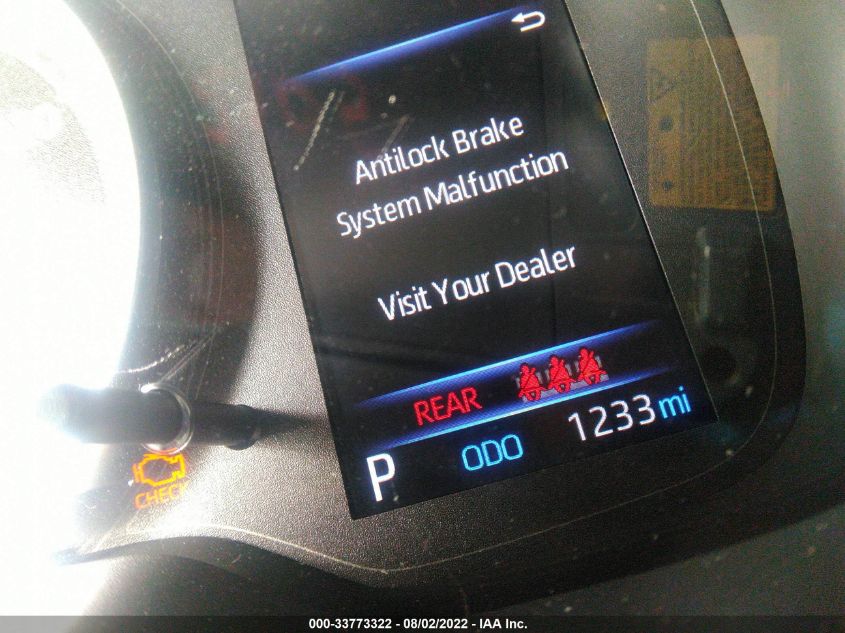 Antilock Brake
System Malfunction
Visit Your Dealer
REAR
P ODO 1233 mi
CHECK
000-33773322 - 08/02/2022 - IAA Inc.